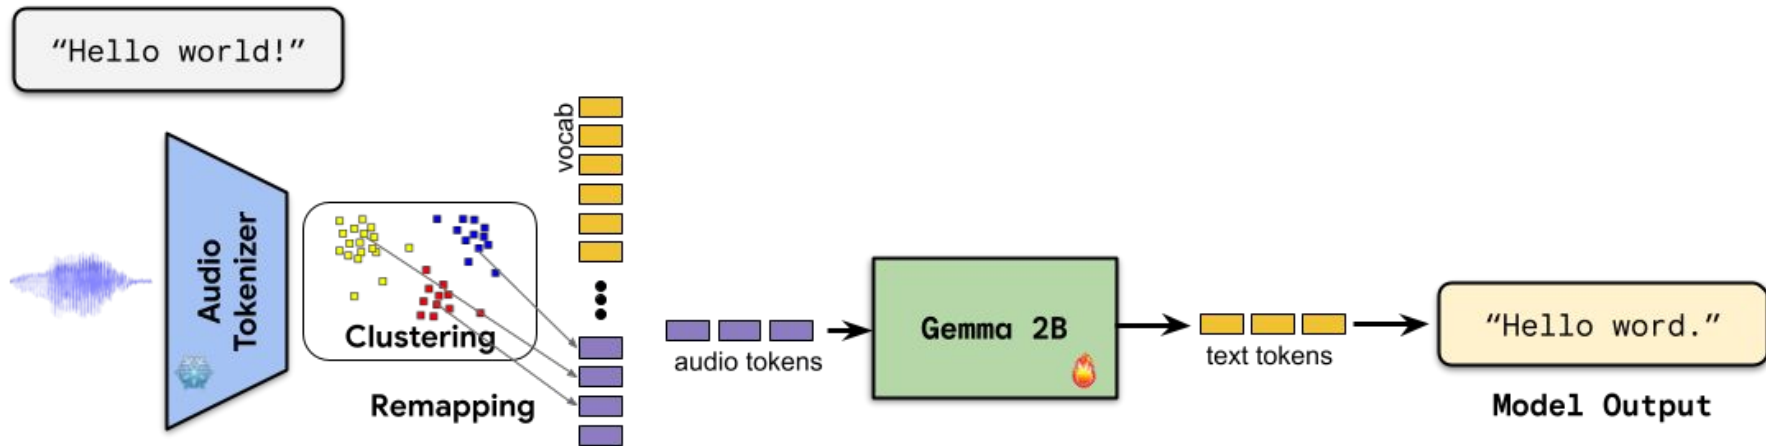 “Hello world!”
vocab
Audio
Tokenizer
Clustering
Remapping
audio tokens
Gemma 2B
text tokens
“Hello word.”
Model Output